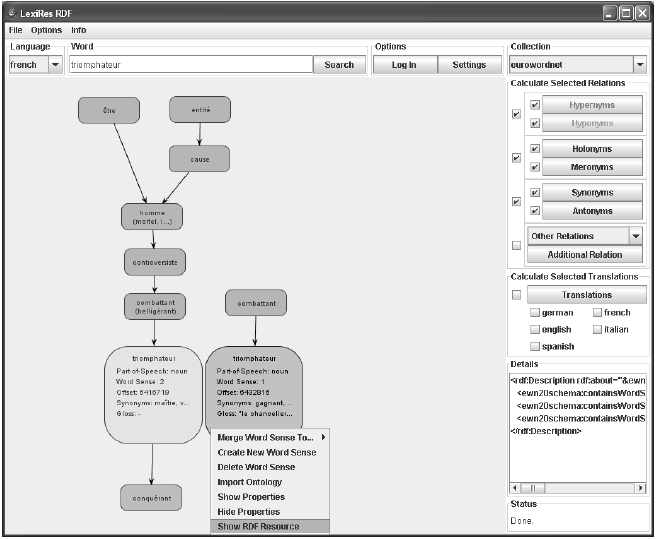 LexiRes RDF
File Options Info
Language
Word
Options
Collection
french
triomphateur
Search
Log In
Settings
eurowordnet
être
entité
cause
homme
(mortel, i...)
controversiste
combattant
(belligérant)
combattant
triomphateur
Part-of-Speech: noun
Word Sense: 2
Offset: 6416719
Synonyms: maître, v...
Gloss: -
triomphateur
Part-of-Speech: noun
Word Sense: 1
Offset: 6432816
Synonyms: gagnant,...
Gloss: "le chancelier...
conquérant
Merge Word Sense To...
Create New Word Sense
Delete Word Sense
Import Ontology
Show Properties
Hide Properties
Show RDF Resource
Calculate Selected Relations
Hypernyms
Hyponyms
Holonyms
Meronyms
Synonyms
Antonyms
Other Relations
Additional Relation
Calculate Selected Translations
Translations
german french
english italian
spanish
Details
<rdf:Description rdf:about="&ewn
<ewn20schema:containsWordS
<ewn20schema:containsWordS
<ewn20schema:containsWordS
</rdf:Description>
Status
Done.